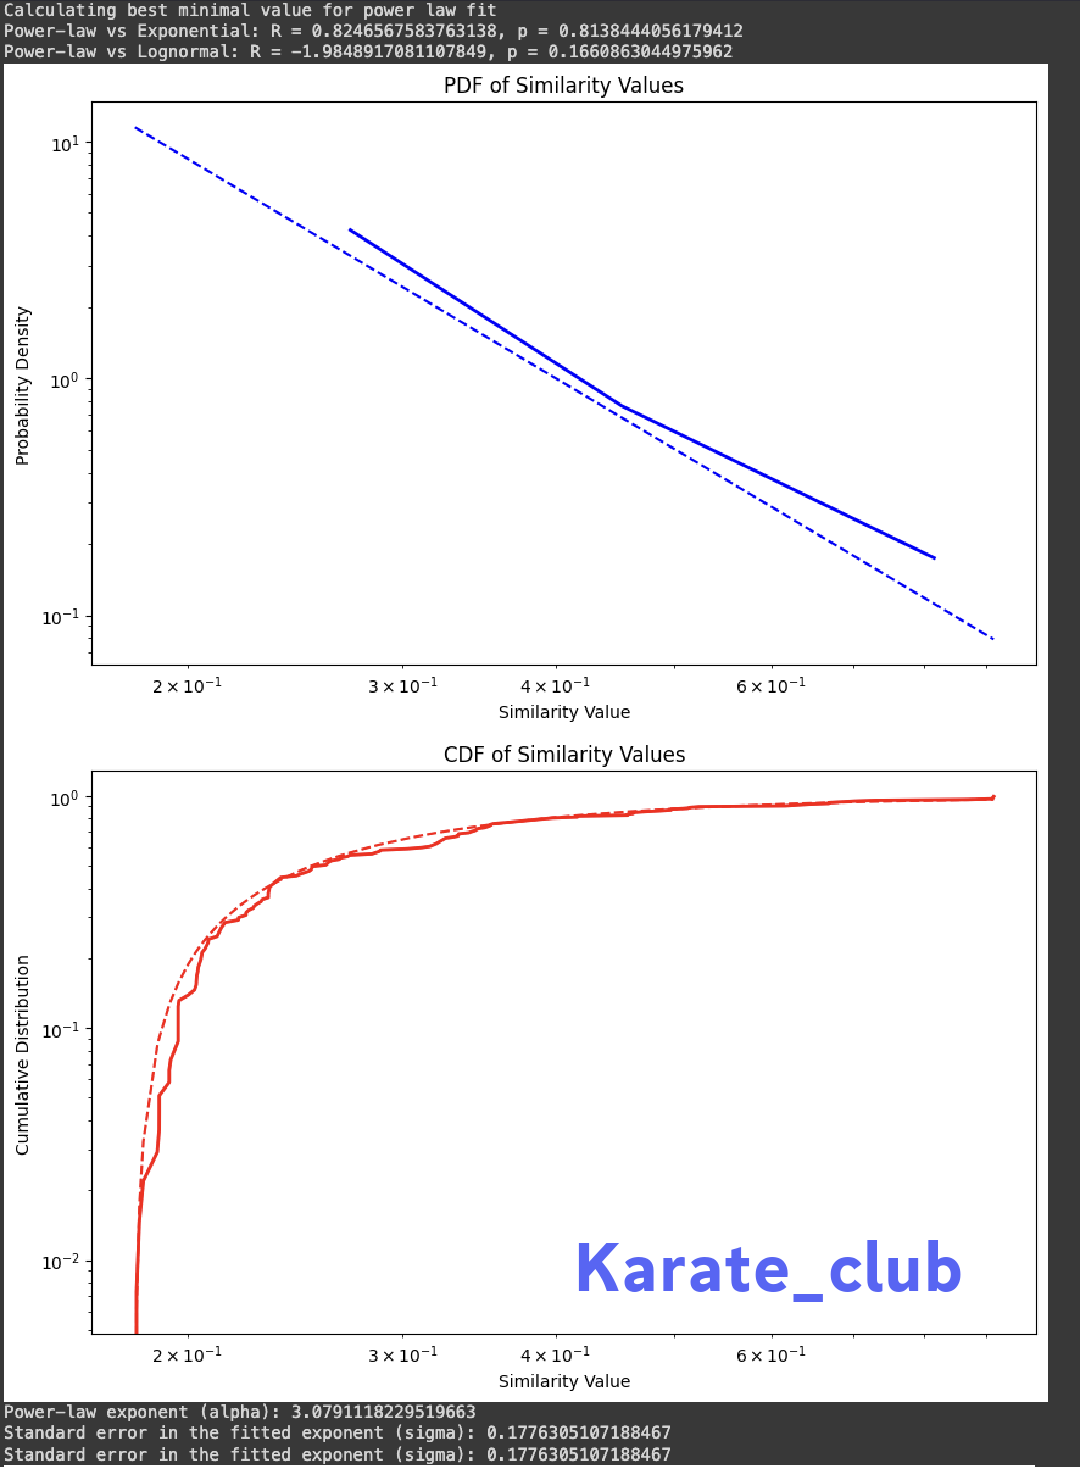 Calculating best minimal value for power law fit
Power-law vs Exponential: R = 0.8246567583763138, p = 0.8138444056179412
Power-law vs Lognormal: R = -1.9848917081107849, p = 0.1660863044975962
PDF of Similarity Values
10¹
10⁰
10⁻¹
Probability Density
2 × 10⁻¹ 3 × 10⁻¹ 4 × 10⁻¹ 6 × 10⁻¹
Similarity Value
CDF of Similarity Values
10⁰
10⁻¹
10⁻²
Cumulative Distribution
Karate_club
2 × 10⁻¹ 3 × 10⁻¹ 4 × 10⁻¹ 6 × 10⁻¹
Similarity Value
Power-law exponent (alpha): 3.0791118229519663
Standard error in the fitted exponent (sigma): 0.1776305107188467
Standard error in the fitted exponent (sigma): 0.1776305107188467